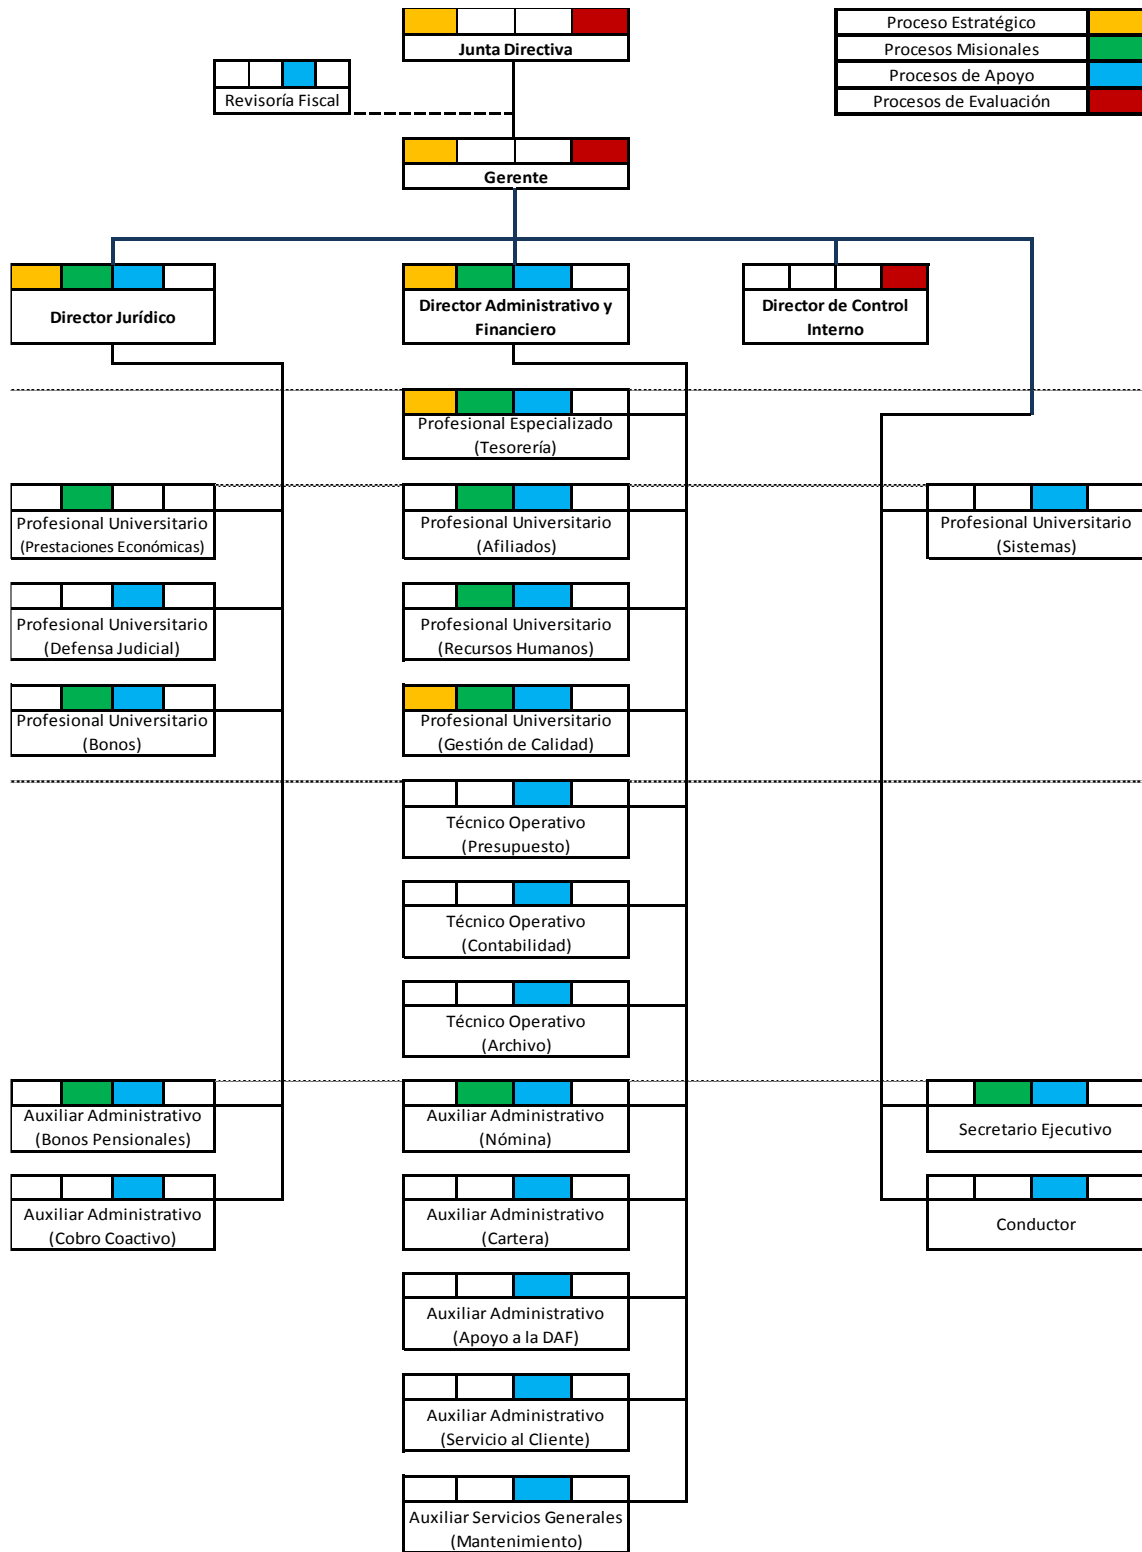 Junta Directiva
Proceso Estratégico
Procesos Misionales
Procesos de Apoyo
Procesos de Evaluación
Revisoría Fiscal
Gerente
Director Jurídico
Director Administrativo y
Financiero
Director de Control
Interno
Profesional Especializado
(Tesorería)
Profesional Universitario
(Prestaciones Económicas)
Profesional Universitario
(Afiliados)
Profesional Universitario
(Sistemas)
Profesional Universitario
(Defensa Judicial)
Profesional Universitario
(Recursos Humanos)
Profesional Universitario
(Bonos)
Profesional Universitario
(Gestión de Calidad)
Técnico Operativo
(Presupuesto)
Técnico Operativo
(Contabilidad)
Técnico Operativo
(Archivo)
Auxiliar Administrativo
(Bonos Pensionales)
Auxiliar Administrativo
(Nómina)
Secretario Ejecutivo
Auxiliar Administrativo
(Cobro Coactivo)
Auxiliar Administrativo
(Cartera)
Conductor
Auxiliar Administrativo
(Apoyo a la DAF)
Auxiliar Administrativo
(Servicio al Cliente)
Auxiliar Servicios Generales
(Mantenimiento)